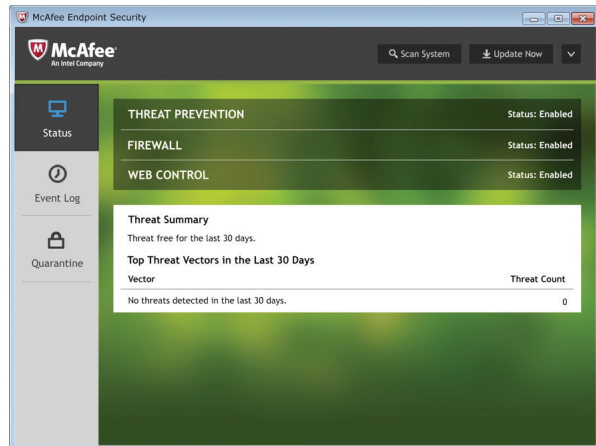 McAfee Endpoint Security
McAfee®
An Intel Company
Scan System
Update Now
Status
Event Log
Quarantine
THREAT PREVENTION Status: Enabled
FIREWALL Status: Enabled
WEB CONTROL Status: Enabled
Threat Summary
Threat free for the last 30 days.
Top Threat Vectors in the Last 30 Days
Vector Threat Count
No threats detected in the last 30 days. 0